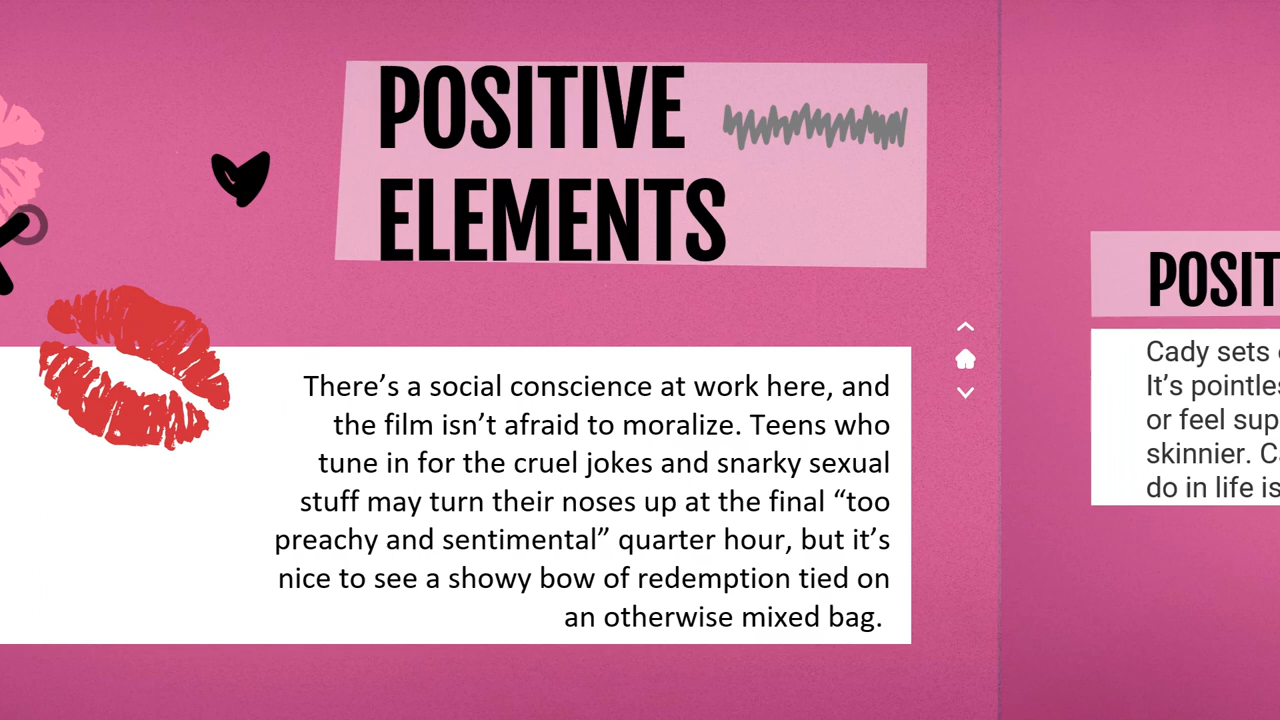 POSITIVE
ELEMENTS
There’s a social conscience at work here, and
the film isn’t afraid to moralize. Teens who
tune in for the cruel jokes and snarky sexual
stuff may turn their noses up at the final “too
preachy and sentimental” quarter hour, but it’s
nice to see a showy bow of redemption tied on
an otherwise mixed bag.
POSIT
Cady sets
It’s pointles
or feel sup
skinnier. C
do in life is